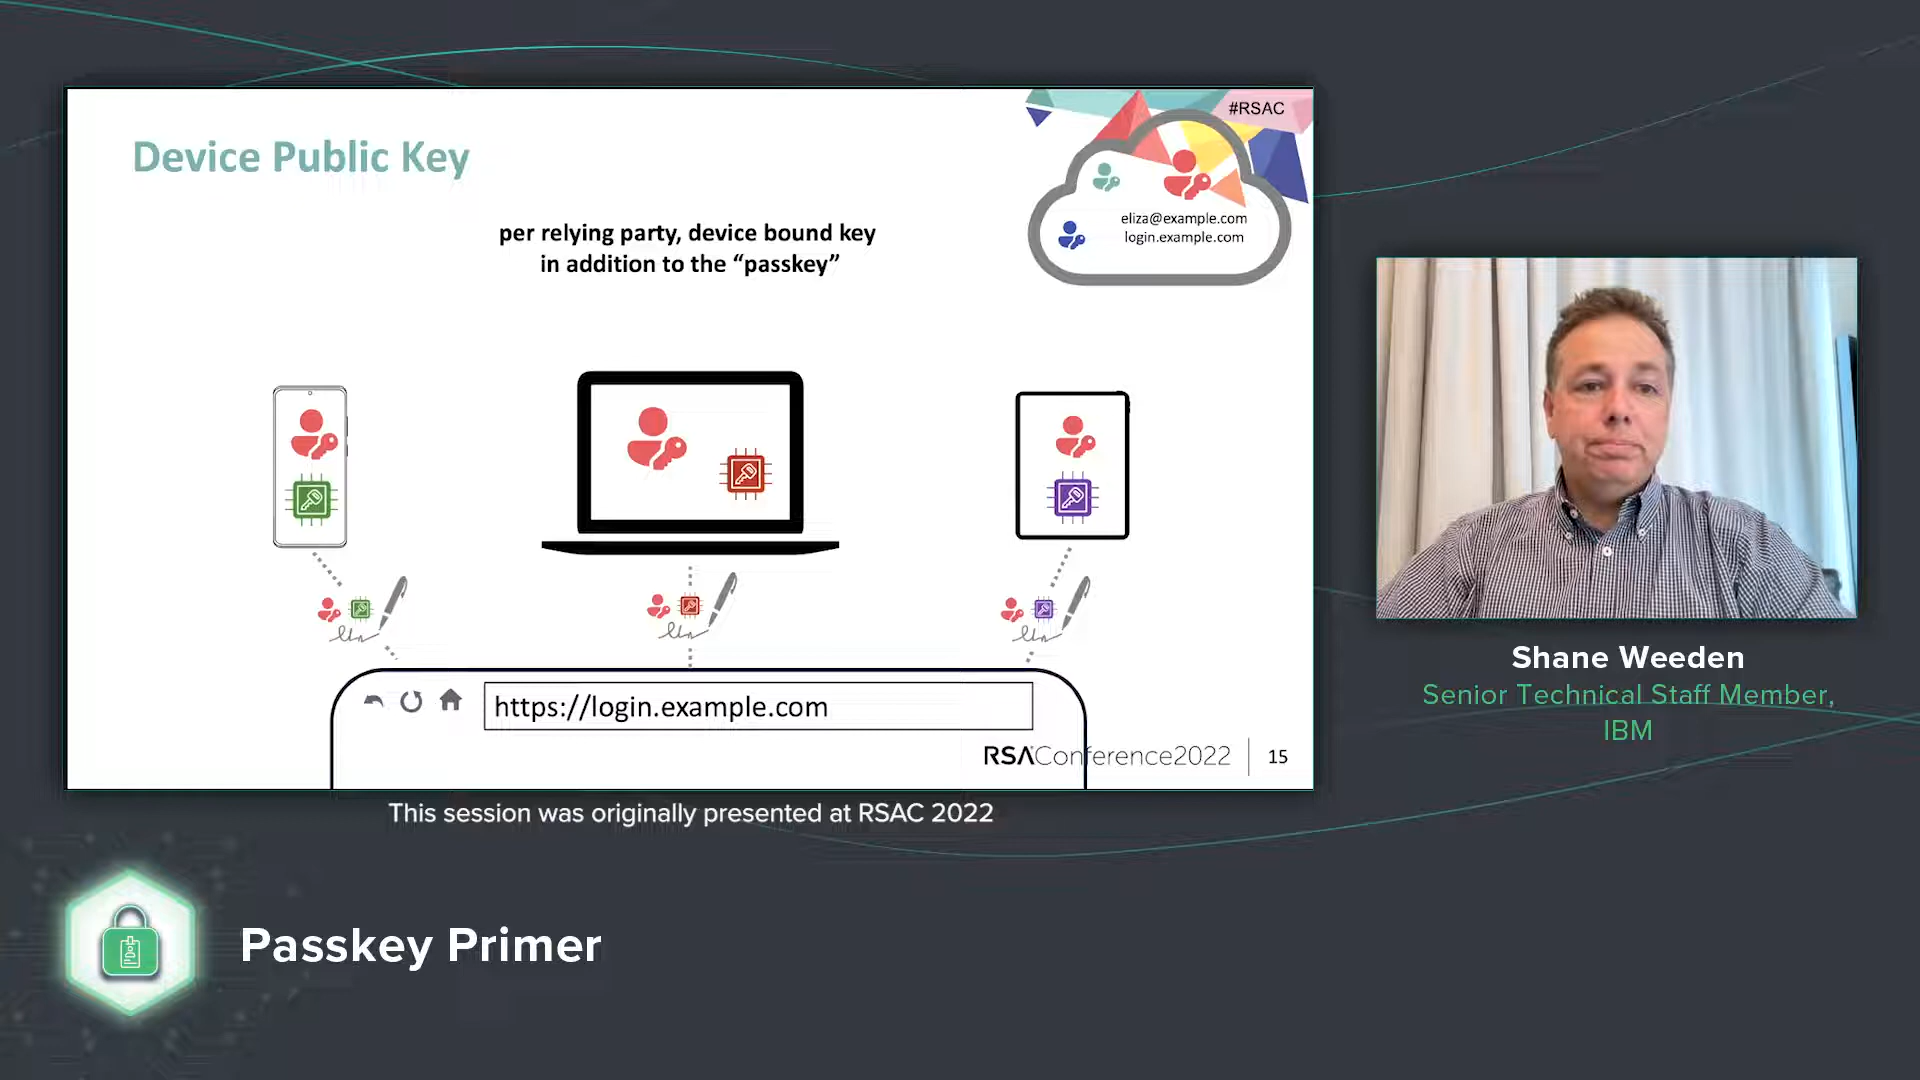 #RSAC
Device Public Key
eliza@example.com
login.example.com
per relying party, device bound key
in addition to the “passkey”
https://login.example.com
RSAConference2022
15
Shane Weeden
Senior Technical Staff Member,
IBM
This session was originally presented at RSAC 2022
Passkey Primer